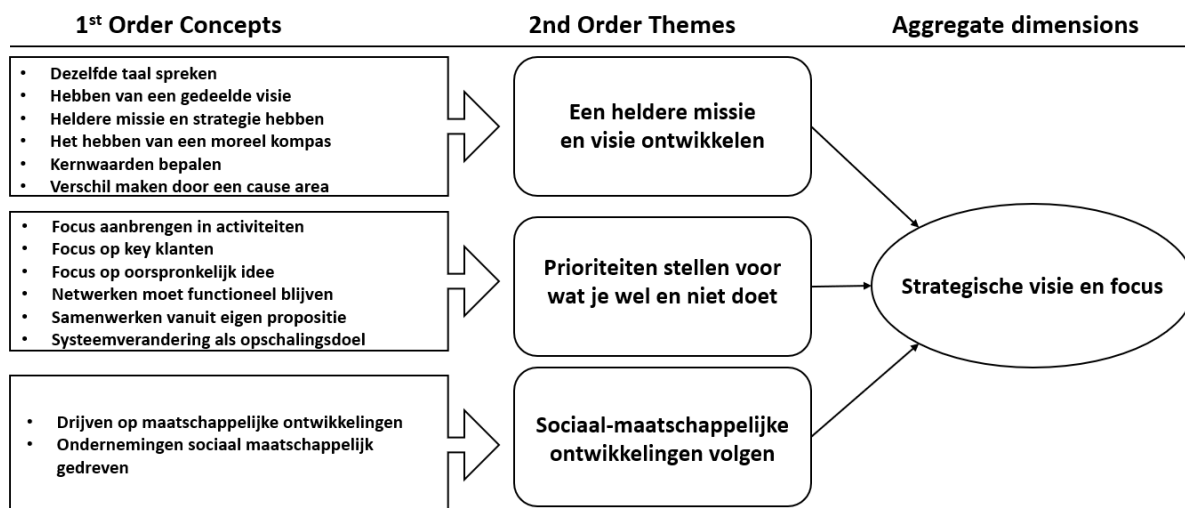 1st Order Concepts
2nd Order Themes
Aggregate dimensions
• Dezelfde taal spreken
• Hebben van een gedeelde visie
• Heldere missie en strategie hebben
• Het hebben van een moreel kompas
• Kernwaarden bepalen
• Verschil maken door een cause area
Een heldere missie
en visie ontwikkelen
• Focus aanbrengen in activiteiten
• Focus op key klanten
• Focus op oorspronkelijk idee
• Netwerken moet functioneel blijven
• Samenwerken vanuit eigen propositie
• Systeemverandering als opschalingsdoel
Prioriteiten stellen voor
wat je wel en niet doet
Strategische visie en focus
• Drijven op maatschappelijke ontwikkelingen
• Ondernemingen sociaal maatschappelijk
gedreven
Sociaal-maatschappelijke
ontwikkelingen volgen